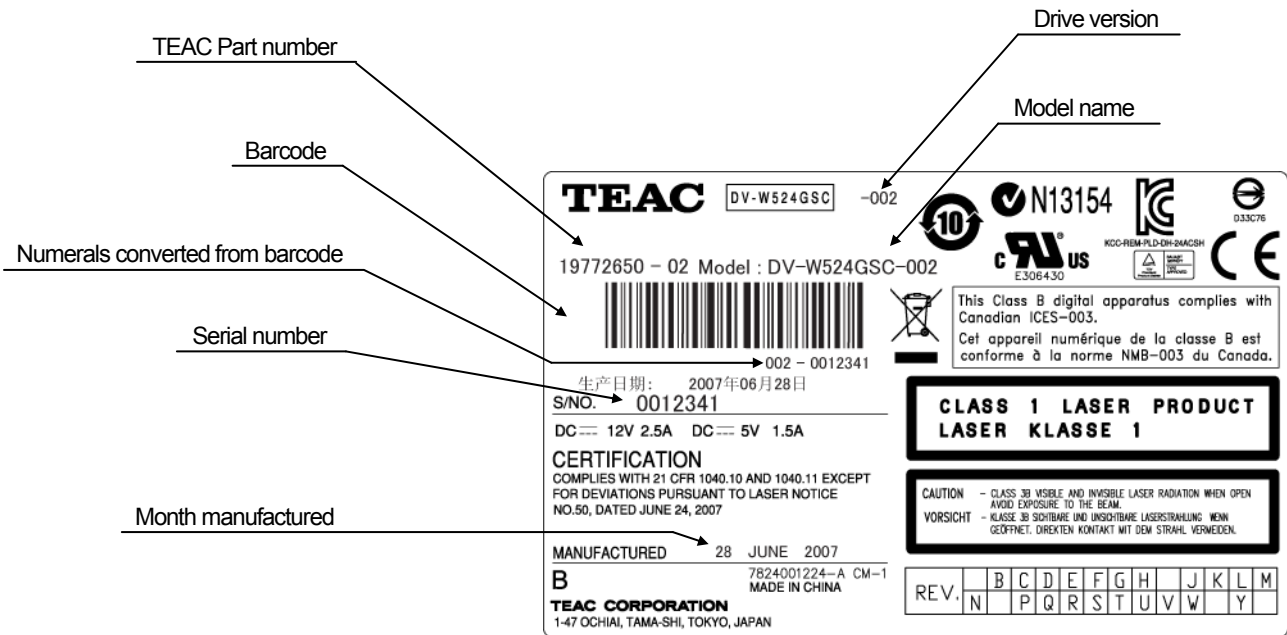 Drive version
TEAC Part number
Model name
Barcode
TEAC DV-W524GSC -002
10 N13154
D33C76
KCC-REM-PLD-DH-24ACSH
Numerals converted from barcode
19772650 - 02 Model : DV-W524GSC-002
C US
E306430
CE
This Class B digital apparatus complies with
Canadian ICES-003.
Cet appareil numérique de la classe B est
conforme à la norme NMB-003 du Canada.
Serial number
002 - 0012341
生产日期: 2007年06月28日
S/NO. 0012341
DC 12V 2.5A DC 5V 1.5A
CLASS 1 LASER PRODUCT
LASER KLASSE 1
CERTIFICATION
COMPLIES WITH 21 CFR 1040.10 AND 1040.11 EXCEPT
FOR DEVIATIONS PURSUANT TO LASER NOTICE
NO.50, DATED JUNE 24, 2007
CAUTION - CLASS 3B VISIBLE AND INVISIBLE LASER RADIATION WHEN OPEN
AVOID EXPOSURE TO THE BEAM.
VORSICHT - KLASSE 3B SICHTBARE UND UNSICHTBARE LASERSTRAHLUNG WENN
GEÖFFNET. DIREKTEN KONTAKT MIT DEM STRAHL VERMEIDEN.
Month manufactured
MANUFACTURED 28 JUNE 2007
B 7824001224-A CM-1
MADE IN CHINA
TEAC CORPORATION
1-47 OCHIAI, TAMA-SHI, TOKYO, JAPAN
REV. B C D E F G H J K L M
N P Q R S T U V W Y